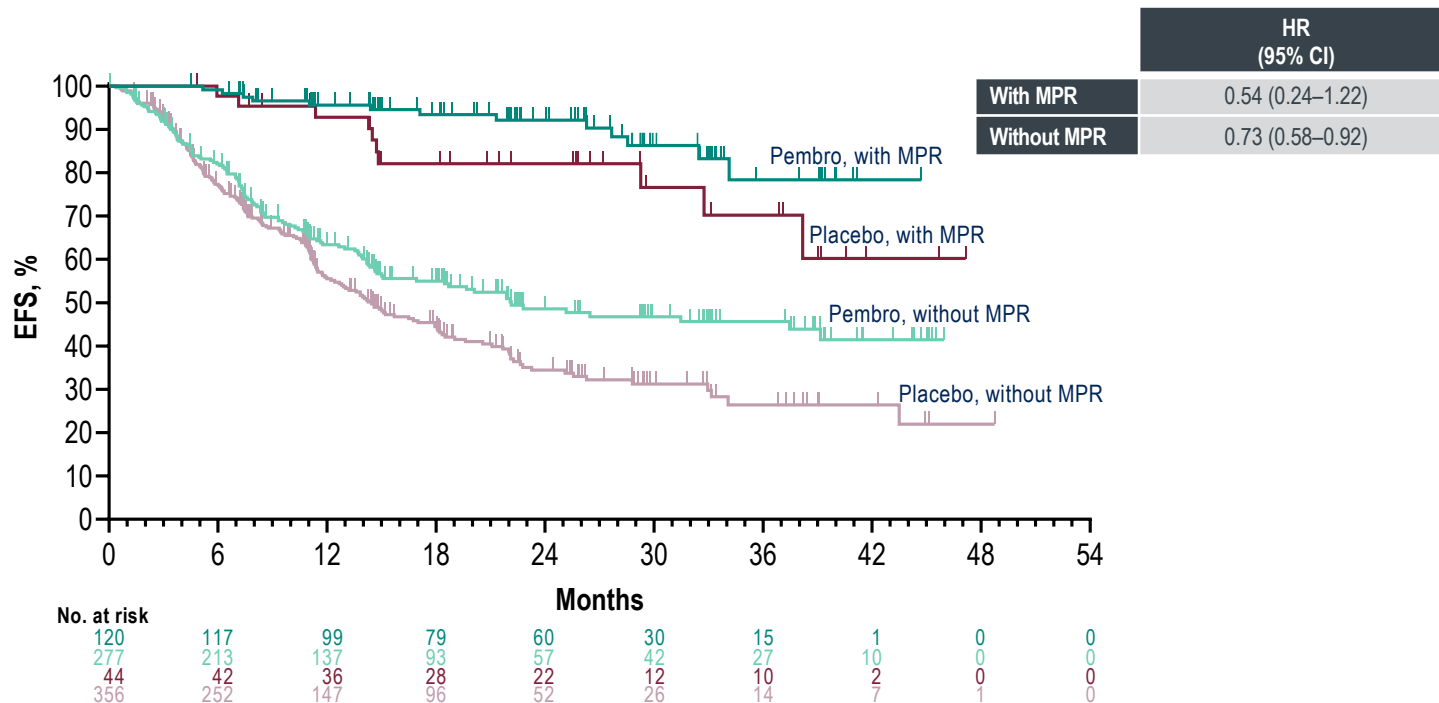 HR
(95% CI)
With MPR 0.54 (0.24–1.22)
Without MPR 0.73 (0.58–0.92)
100
90
80
70
60
50
40
30
20
10
0
EFS, %
Pembro, with MPR
Placebo, with MPR
Pembro, without MPR
Placebo, without MPR
0 6 12 18 24 30 36 42 48 54
Months
No. at risk
120 117 99 79 60 30 15 1 0 0
277 213 137 93 57 42 27 10 0 0
44 42 36 28 22 12 10 2 0 0
356 252 147 96 52 26 14 7 1 0